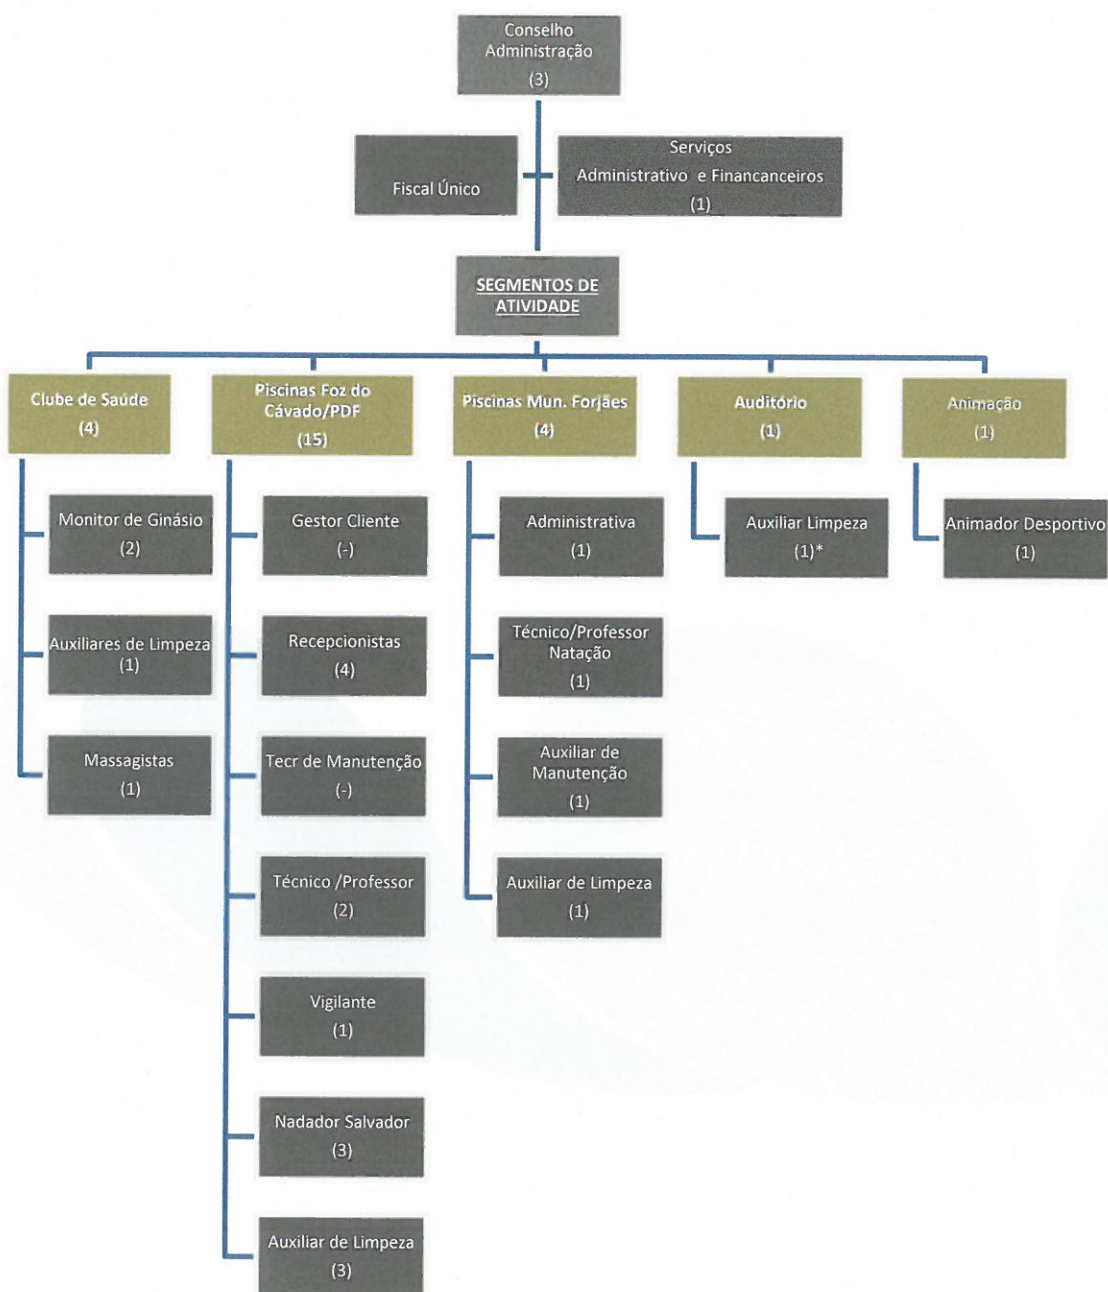 Conselho
Administração
(3)
Fiscal Único
Serviços
Administrativo e Financanceiros
(1)
SEGMENTOS DE
ATIVIDADE
Clube de Saúde
(4)
Monitor de Ginásio
(2)
Auxiliares de Limpeza
(1)
Massagistas
(1)
Piscinas Foz do
Cávado/PDF
(15)
Gestor Cliente
(-)
Recepcionistas
(4)
Tecr de Manutenção
(-)
Técnico /Professor
(2)
Vigilante
(1)
Nadador Salvador
(3)
Auxiliar de Limpeza
(3)
Piscinas Mun. Forjães
(4)
Administrativa
(1)
Técnico/Professor
Natação
(1)
Auxiliar de
Manutenção
(1)
Auxiliar de Limpeza
(1)
Auditório
(1)
Auxiliar Limpeza
(1)*
Animação
(1)
Animador Desportivo
(1)